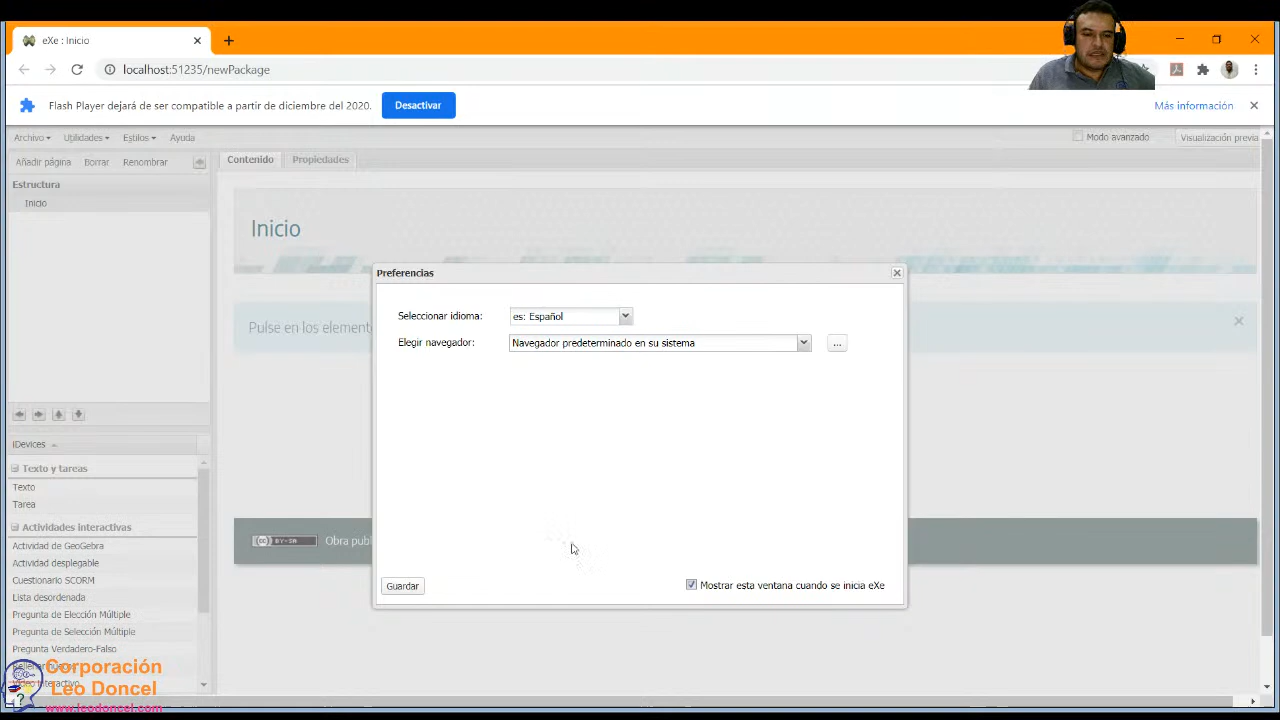 eXe : Inicio
localhost:51235/newPackage
Flash Player dejará de ser compatible a partir de diciembre del 2020. Desactivar Más información
Archivo Utilidades Estilos Ayuda Modo avanzado Visualización previa
Añadir página Borrar Renombrar Contenido Propiedades
Estructura
Inicio
Inicio
Preferencias
Seleccionar idioma: es: Español
Pulse en los element
Elegir navegador: Navegador predeterminado en su sistema ...
iDevices
Texto y tareas
Texto
Tarea
Actividades interactivas
Actividad de GeoGebra
Actividad desplegable
Cuestionario SCORM
Lista desordenada
Pregunta de Elección Múltiple
Pregunta de Selección Múltiple
Pregunta Verdadero-Falso
(cc) BY-SA Obra publ
Guardar Mostrar esta ventana cuando se inicia eXe
Corporación
Leo Doncel
www.leodoncel.com